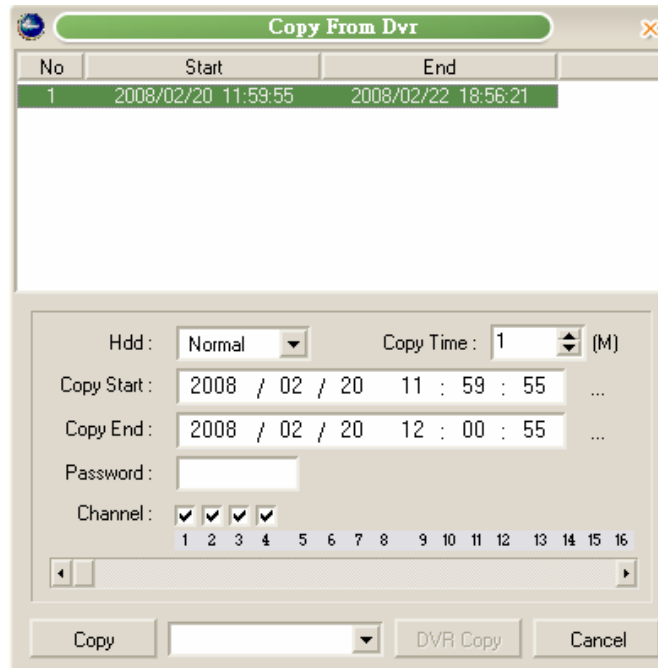 Copy From Dvr
No Start End
1 2008/02/20 11:59:55 2008/02/22 18:56:21
Hdd : Normal Copy Time : 1 (M)
Copy Start : 2008 / 02 / 20 11 : 59 : 55 ...
Copy End : 2008 / 02 / 20 12 : 00 : 55 ...
Password :
Channel :
1 2 3 4 5 6 7 8 9 10 11 12 13 14 15 16
Copy DVR Copy Cancel